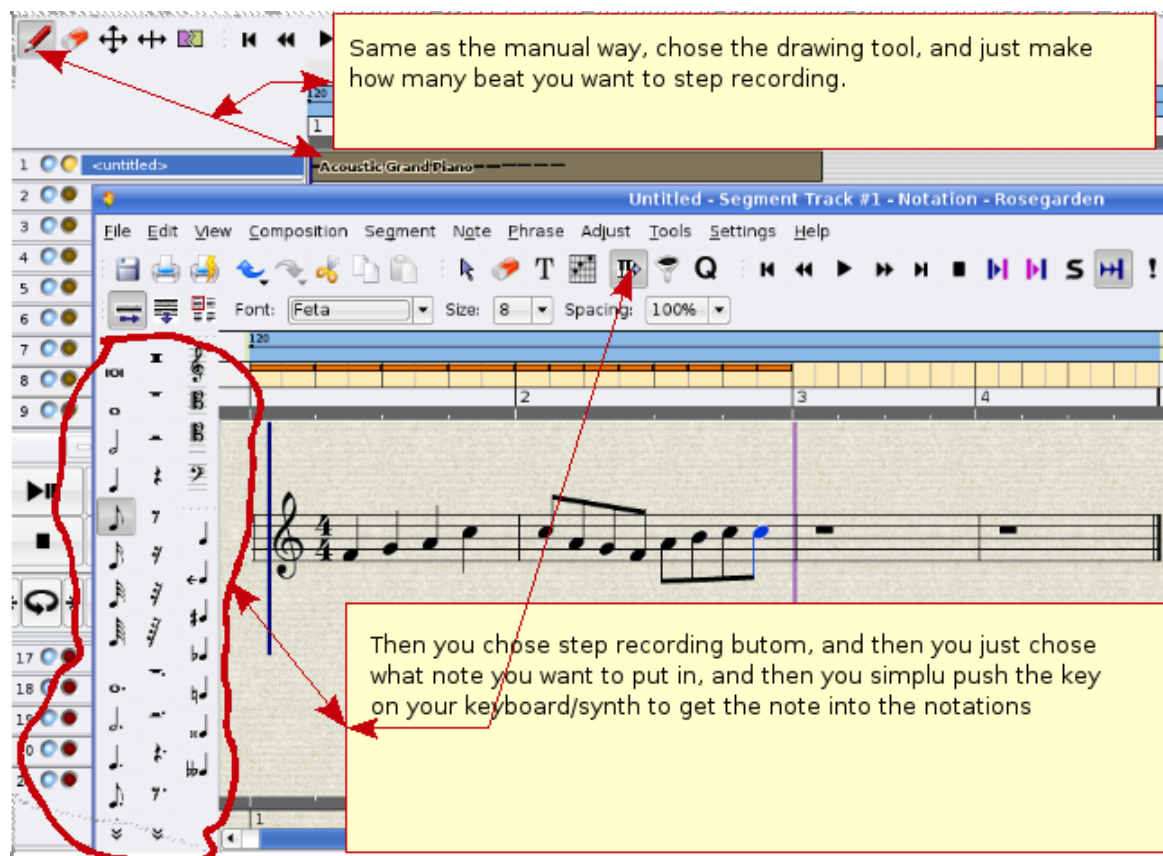 Same as the manual way, chose the drawing tool, and just make
how many beat you want to step recording.
120
1
1 <untitled>
Acoustic Grand Piano
2
3
4
5
6
7
8
9
17
18
19
Untitled - Segment Track #1 - Notation - Rosegarden
File Edit View Composition Segment Note Phrase Adjust Tools Settings Help
T Q S !
Font: Feta Size: 8 Spacing: 100%
120
2 3 4
4
4
Then you chose step recording butom, and then you just chose
what note you want to put in, and then you simplu push the key
on your keyboard/synth to get the note into the notations
1